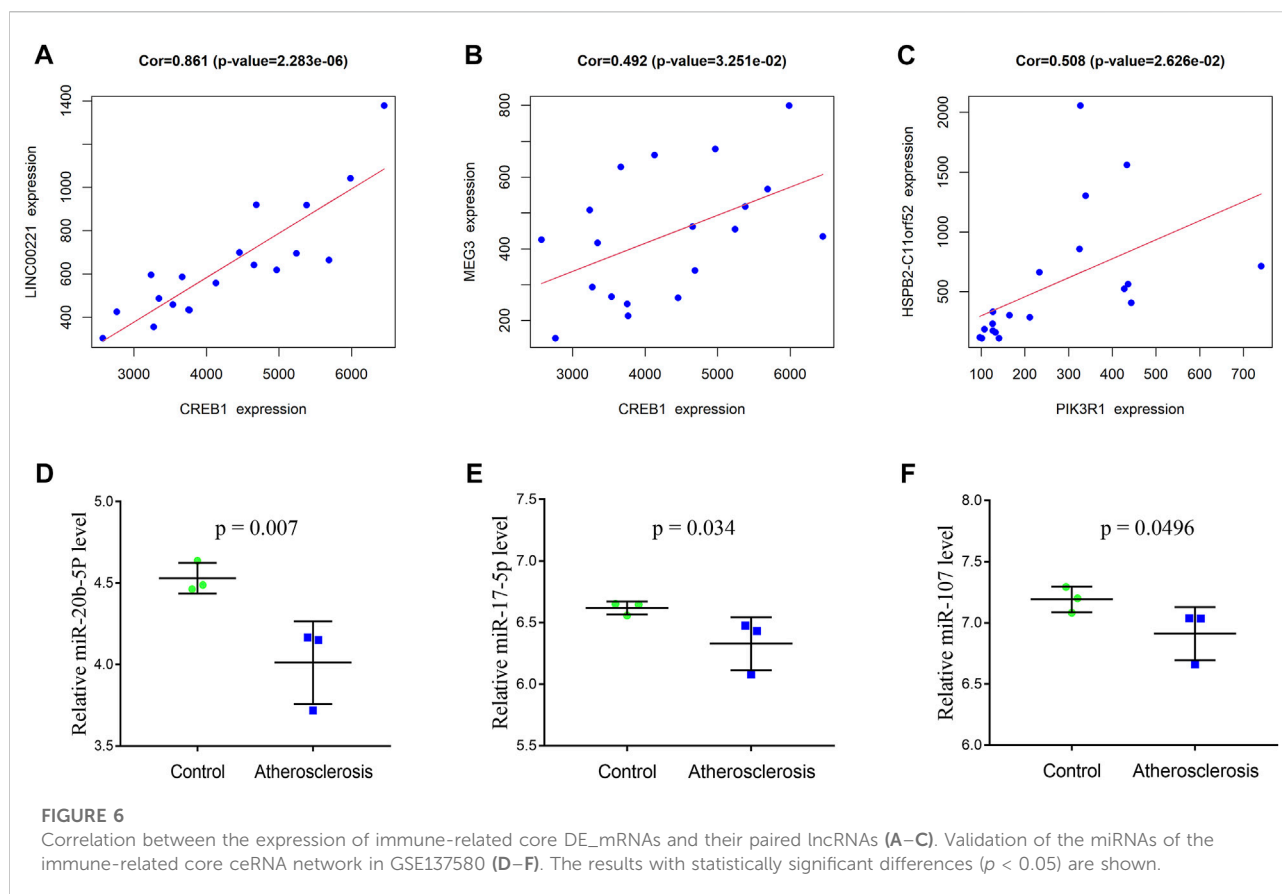 A
Cor=0.861 (p-value=2.283e-06)
LINC00221 expression
1400
1000
800
600
400
3000 4000 5000 6000
CREB1 expression
B
Cor=0.492 (p-value=3.251e-02)
MEG3 expression
800
600
400
200
3000 4000 5000 6000
CREB1 expression
C
Cor=0.508 (p-value=2.626e-02)
HSPB2-C11orf52 expression
2000
1500
1000
500
100 200 300 400 500 600 700
PIK3R1 expression
D
p = 0.007
Relative miR-20b-5P level
5.0
4.5
4.0
3.5
Control Atherosclerosis
E
p = 0.034
Relative miR-17-5p level
7.5
7.0
6.5
6.0
5.5
Control Atherosclerosis
F
p = 0.0496
Relative miR-107 level
8.0
7.5
7.0
6.5
6.0
Control Atherosclerosis
FIGURE 6
Correlation between the expression of immune-related core DE_mRNAs and their paired lncRNAs (A–C). Validation of the miRNAs of the
immune-related core ceRNA network in GSE137580 (D–F). The results with statistically significant differences (p < 0.05) are shown.